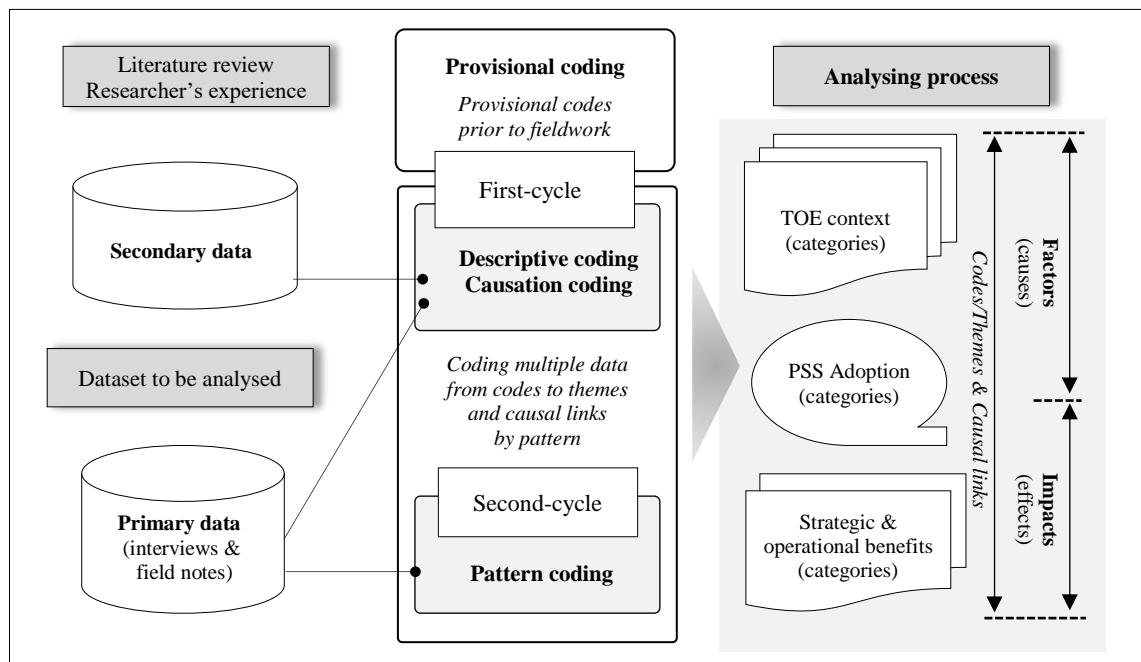 Literature review
Researcher's experience
Secondary data
Dataset to be analysed
Primary data
(interviews &
field notes)
Provisional coding
Provisional codes
prior to fieldwork
First-cycle
Descriptive coding
Causation coding
Coding multiple data
from codes to themes
and causal links
by pattern
Second-cycle
Pattern coding
Analysing process
TOE context
(categories)
PSS Adoption
(categories)
Strategic &
operational benefits
(categories)
Codes/Themes & Causal links
Factors
(causes)
Impacts
(effects)